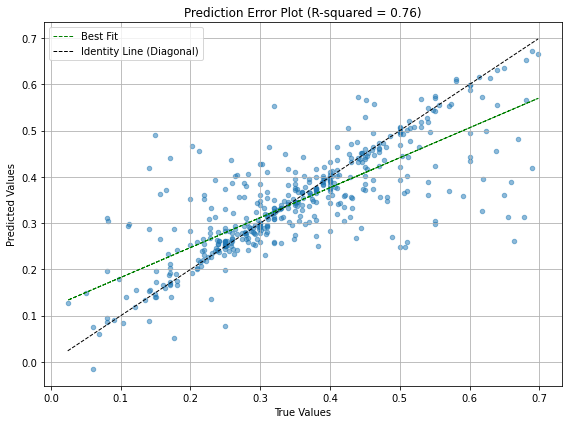 Prediction Error Plot (R-squared = 0.76)
Best Fit
Identity Line (Diagonal)
Predicted Values
0.7
0.6
0.5
0.4
0.3
0.2
0.1
0.0
0.0 0.1 0.2 0.3 0.4 0.5 0.6 0.7
True Values